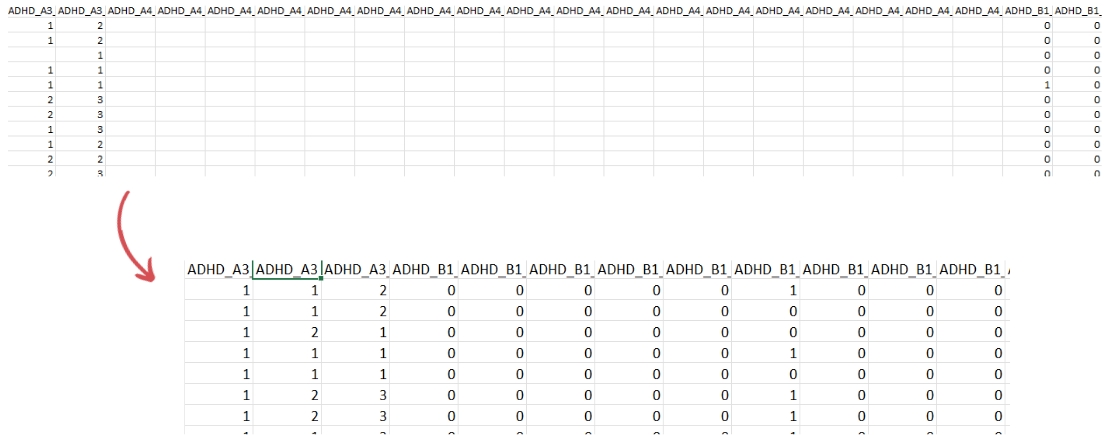 ADHD_A3_ ADHD_A3_ ADHD_A4_ ADHD_A4_ ADHD_A4_ ADHD_A4_ ADHD_A4_ ADHD_A4_ ADHD_A4_ ADHD_A4_ ADHD_A4_ ADHD_A4_ ADHD_A4_ ADHD_A4_ ADHD_A4_ ADHD_A4_ ADHD_A4_ ADHD_A4_ ADHD_A4_ ADHD_A4_ ADHD_B1_ ADHD_B1_
1 2 0 0
1 2 0 0
1 0 0
1 1 0 0
1 1 1 0
2 3 0 0
2 3 0 0
1 3 0 0
1 2 0 0
2 2 0 0
2 3 0 0
ADHD_A3_ ADHD_A3_ ADHD_A3_ ADHD_B1_ ADHD_B1_ ADHD_B1_ ADHD_B1_ ADHD_B1_ ADHD_B1_ ADHD_B1_ ADHD_B1_ ADHD_B1_
1 1 2 0 0 0 0 0 1 0 0 0
1 1 2 0 0 0 0 0 0 0 0 0
1 2 1 0 0 0 0 0 0 0 0 0
1 1 1 0 0 0 0 0 1 0 0 0
1 1 1 0 0 0 0 0 0 0 0 0
1 2 3 0 0 0 0 0 1 0 0 0
1 2 3 0 0 0 0 0 1 0 0 0